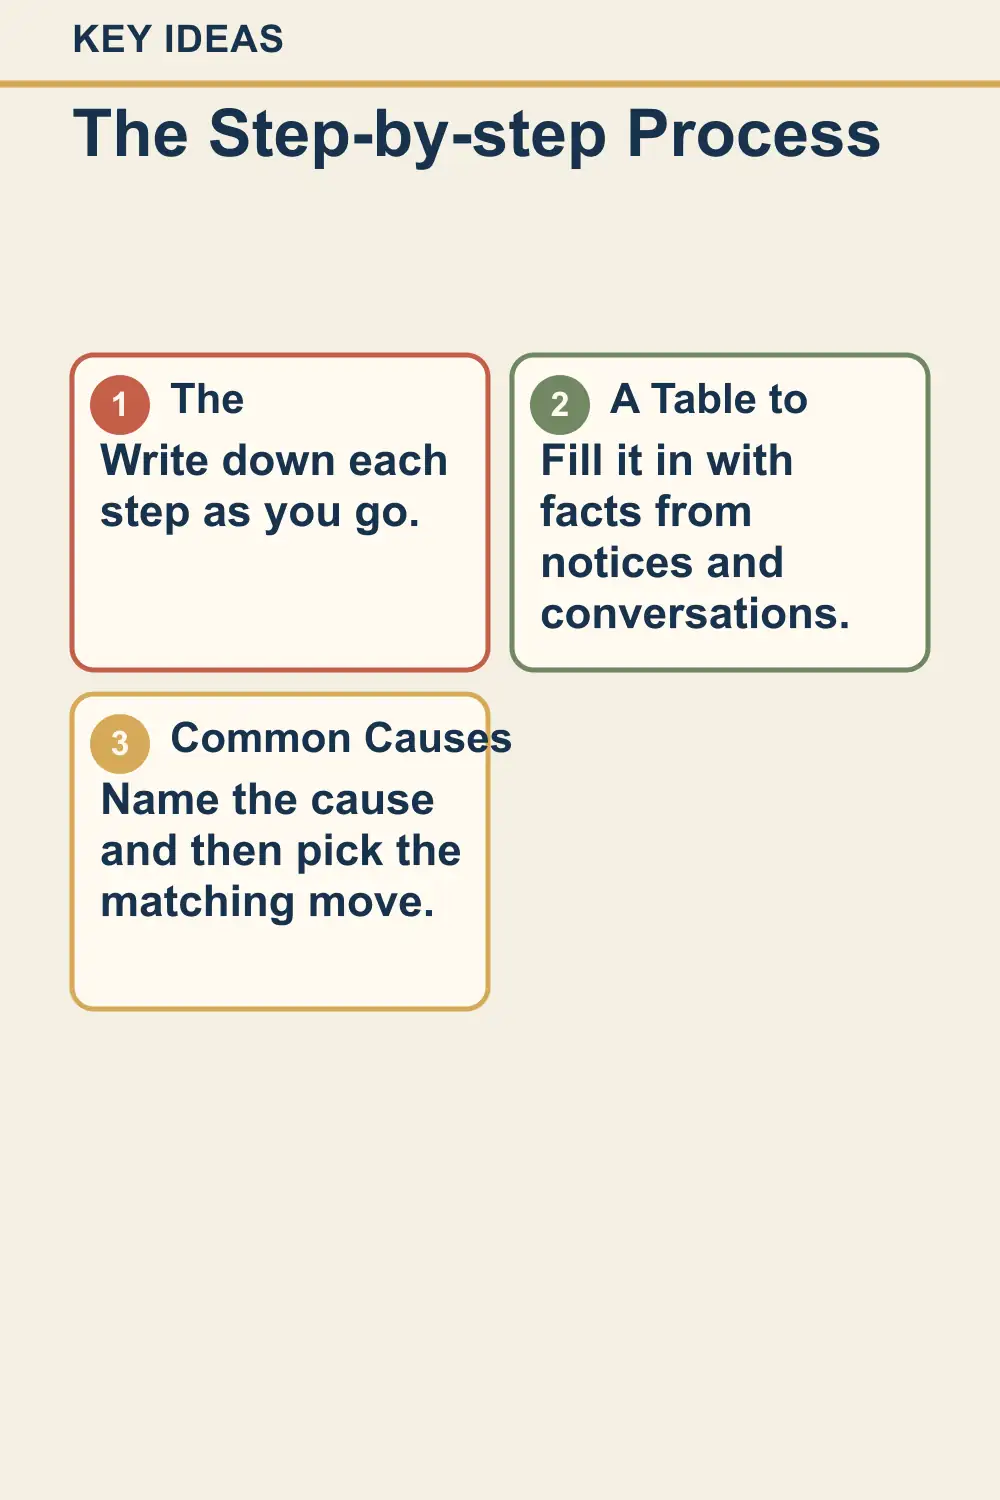 KEY IDEAS
The Step-by-step Process
1 The
Write down each
step as you go.
2 A Table to
Fill it in with
facts from
notices and
conversations.
3 Common Causes
Name the cause
and then pick the
matching move.